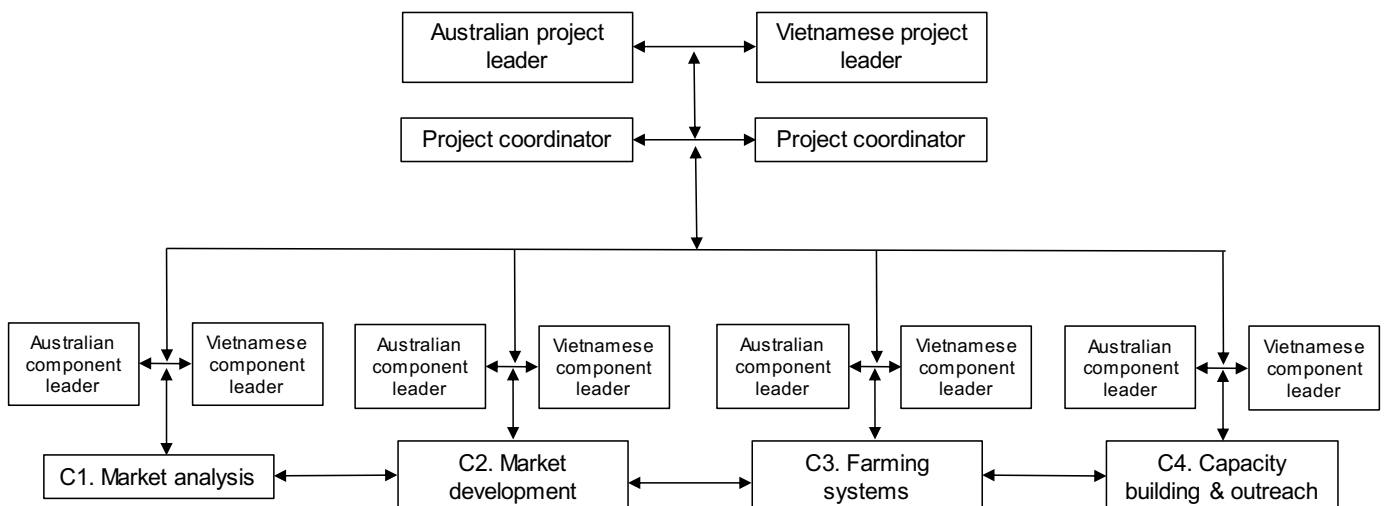 Australian project
leader
Vietnamese project
leader
Project coordinator
Project coordinator
Australian
component
leader
Vietnamese
component
leader
Australian
component
leader
Vietnamese
component
leader
Australian
component
leader
Vietnamese
component
leader
Australian
component
leader
Vietnamese
component
leader
C1. Market analysis
C2. Market
development
C3. Farming
systems
C4. Capacity
building & outreach